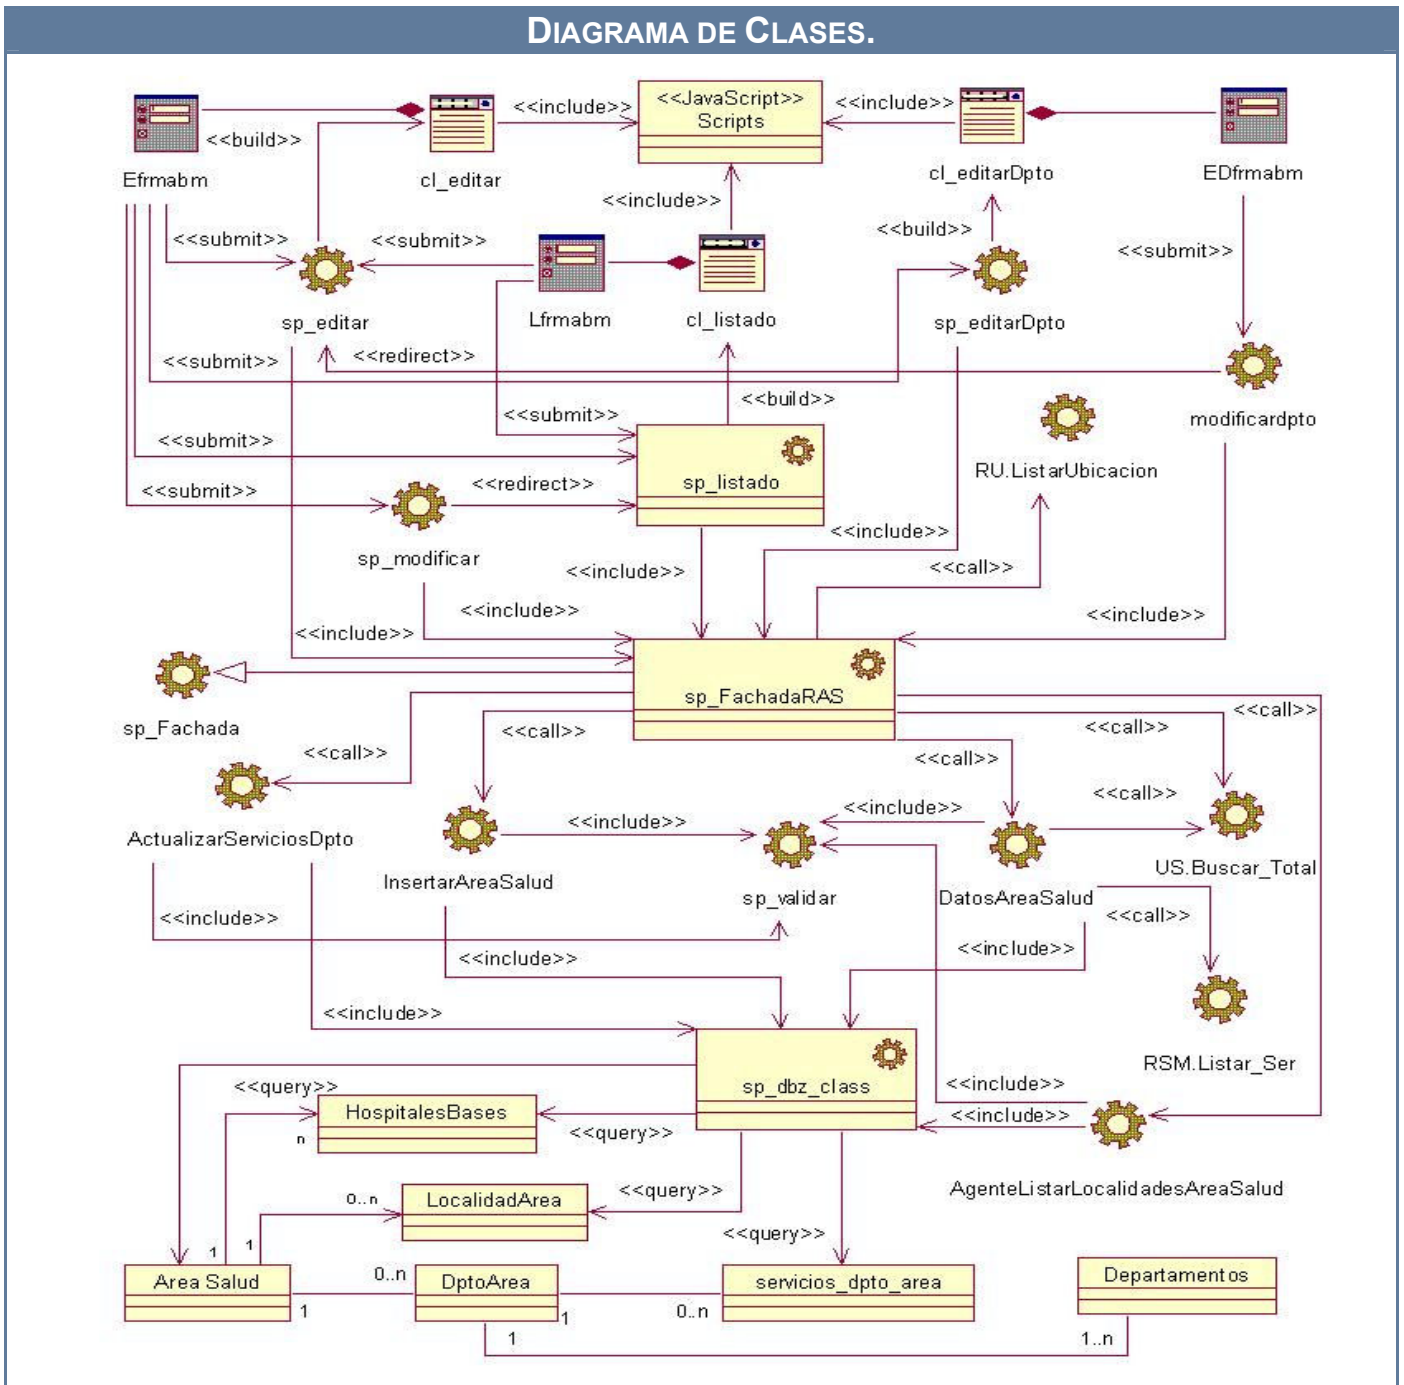 DIAGRAMA DE CLASES.
<<JavaScript>>
Scripts
<<include>>
<<include>>
<<build>>
Efrmabm
cl_editar
cl_editarDpto
EDfrmabm
<<include>>
<<submit>>
<<submit>>
<<build>>
<<submit>>
sp_editar
Lfrmabm
cl_listado
sp_editarDpto
<<submit>>
<<redirect>>
<<build>>
<<submit>>
modificardpto
<<submit>>
RU.ListarUbicacion
sp_listado
<<submit>>
<<redirect>>
<<include>>
sp_modificar
<<include>>
<<call>>
<<include>>
<<include>>
sp_FachadaRAS
sp_Fachada
<<call>>
<<call>>
<<call>>
<<call>>
<<call>>
<<call>>
<<include>>
<<include>>
ActualizarServiciosDpto
InsertarAreaSalud
sp_validar
DatosAreaSalud
US.Buscar_Total
<<include>>
<<call>>
<<include>>
<<include>>
<<include>>
RSM.Listar_Ser
sp_dbz_class
<<query>>
<<include>>
HospitalesBases
<<include>>
n
<<query>>
AgenteListarLocalidadesAreaSalud
0..n
LocalidadArea
<<query>>
<<query>>
1
1
Area Salud
0..n
DptoArea
servicios_dpto_area
Departamentos
1
1
0..n
1
1..n